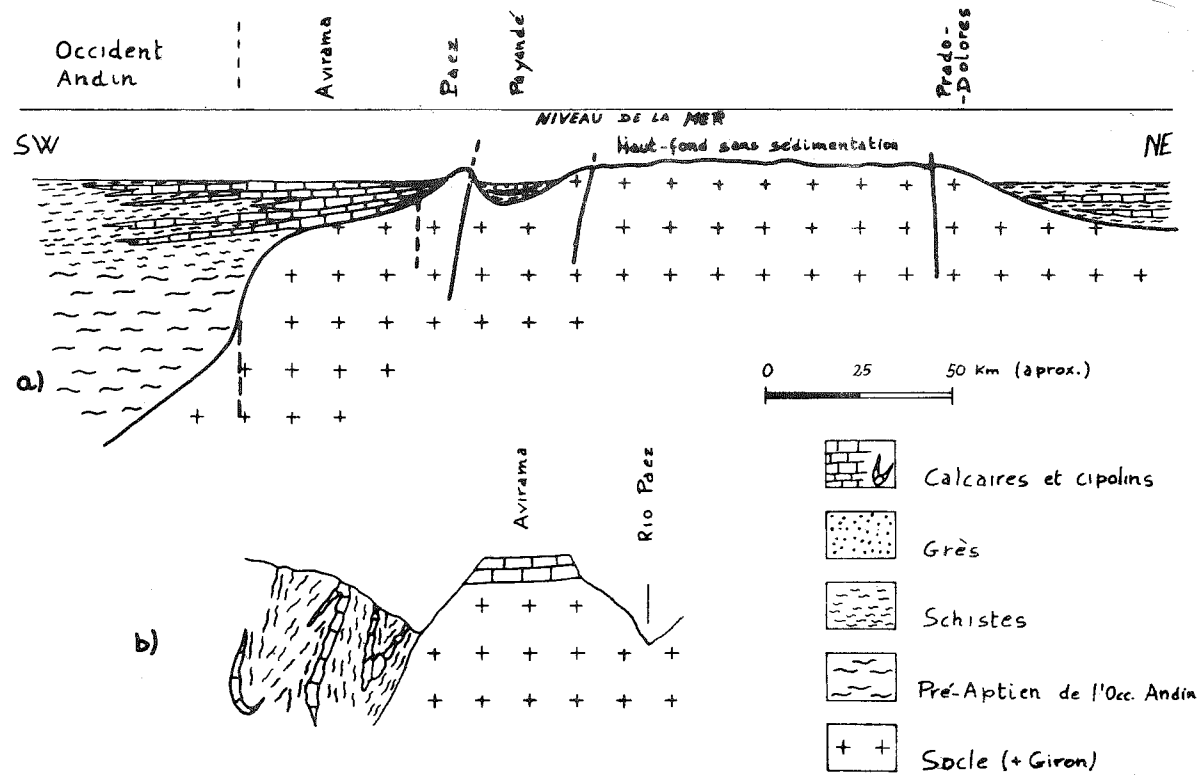 Occident
Andin
Avirama
Paez
Payandé
Prado-
-Dolores
NIVEAU DE LA MER
SW
Haut-fond sans sédimentation
NE
a)
0 25 50 Km (aprox.)
Avirama
Rio Paez
b)
Calcaires et cipolins
Grès
Schistes
Pré-Aptien de l'Occ. Andin
Socle (+ Giron)